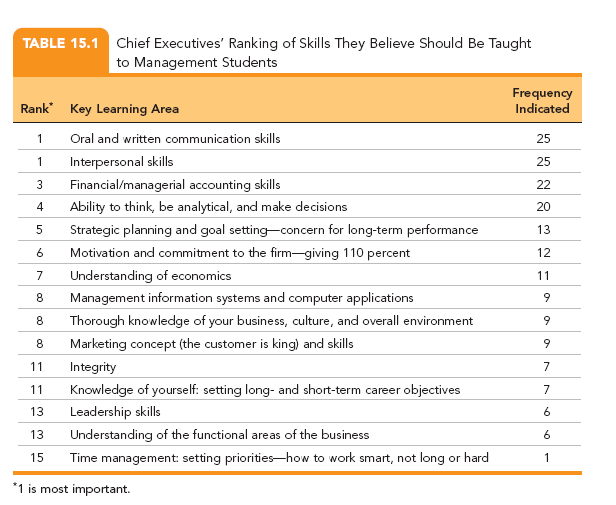 TABLE 15.1 Chief Executives' Ranking of Skills They Believe Should Be Taught
to Management Students
Frequency
Rank* Key Learning Area Indicated
1 Oral and written communication skills 25
1 Interpersonal skills 25
3 Financial/managerial accounting skills 22
4 Ability to think, be analytical, and make decisions 20
5 Strategic planning and goal setting—concern for long-term performance 13
6 Motivation and commitment to the firm—giving 110 percent 12
7 Understanding of economics 11
8 Management information systems and computer applications 9
8 Thorough knowledge of your business, culture, and overall environment 9
8 Marketing concept (the customer is king) and skills 9
11 Integrity 7
11 Knowledge of yourself: setting long- and short-term career objectives 7
13 Leadership skills 6
13 Understanding of the functional areas of the business 6
15 Time management: setting priorities—how to work smart, not long or hard 1
*1 is most important.